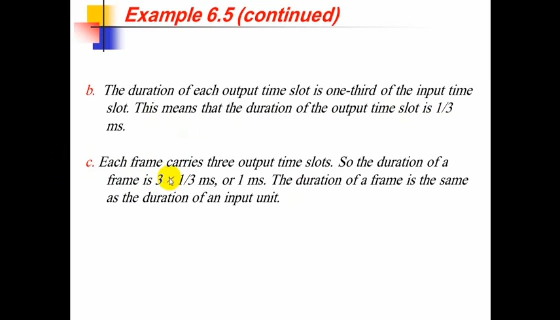 Example 6.5 (continued)
b. The duration of each output time slot is one-third of the input time
slot. This means that the duration of the output time slot is 1/3
ms.
c. Each frame carries three output time slots. So the duration of a
frame is 3 × 1/3 ms, or 1 ms. The duration of a frame is the same
as the duration of an input unit.